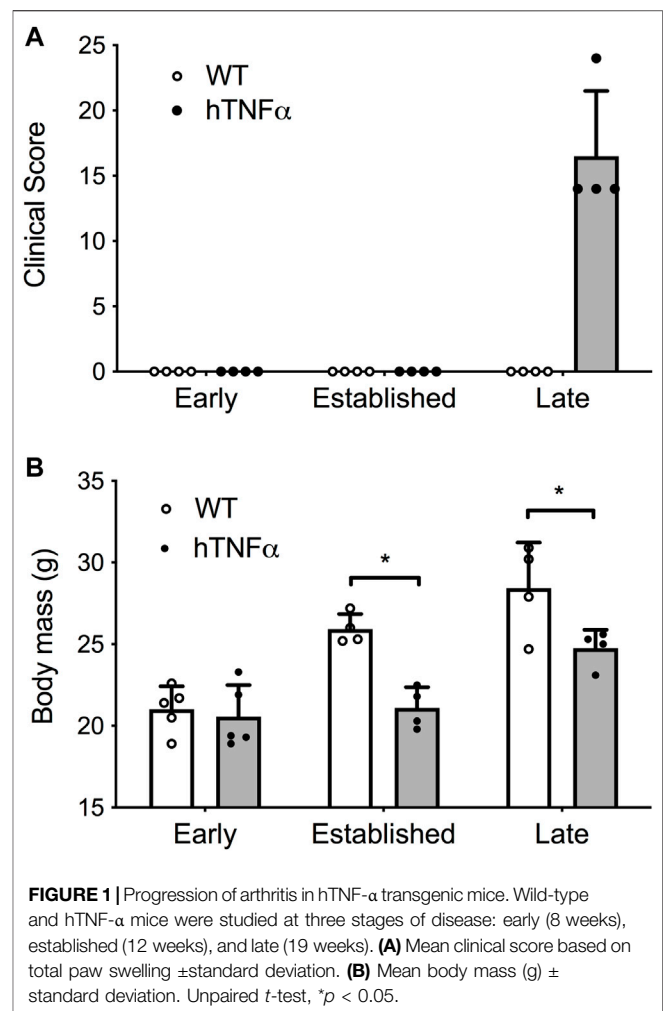 A
25
20
15
10
5
0
Clinical Score
WT
hTNFα
Early Established Late
B
35
30
25
20
15
Body mass (g)
WT
hTNFα
*
*
Early Established Late
FIGURE 1 | Progression of arthritis in hTNF-α transgenic mice. Wild-type
and hTNF-α mice were studied at three stages of disease: early (8 weeks),
established (12 weeks), and late (19 weeks). (A) Mean clinical score based on
total paw swelling ±standard deviation. (B) Mean body mass (g) ±
standard deviation. Unpaired t-test, *p < 0.05.